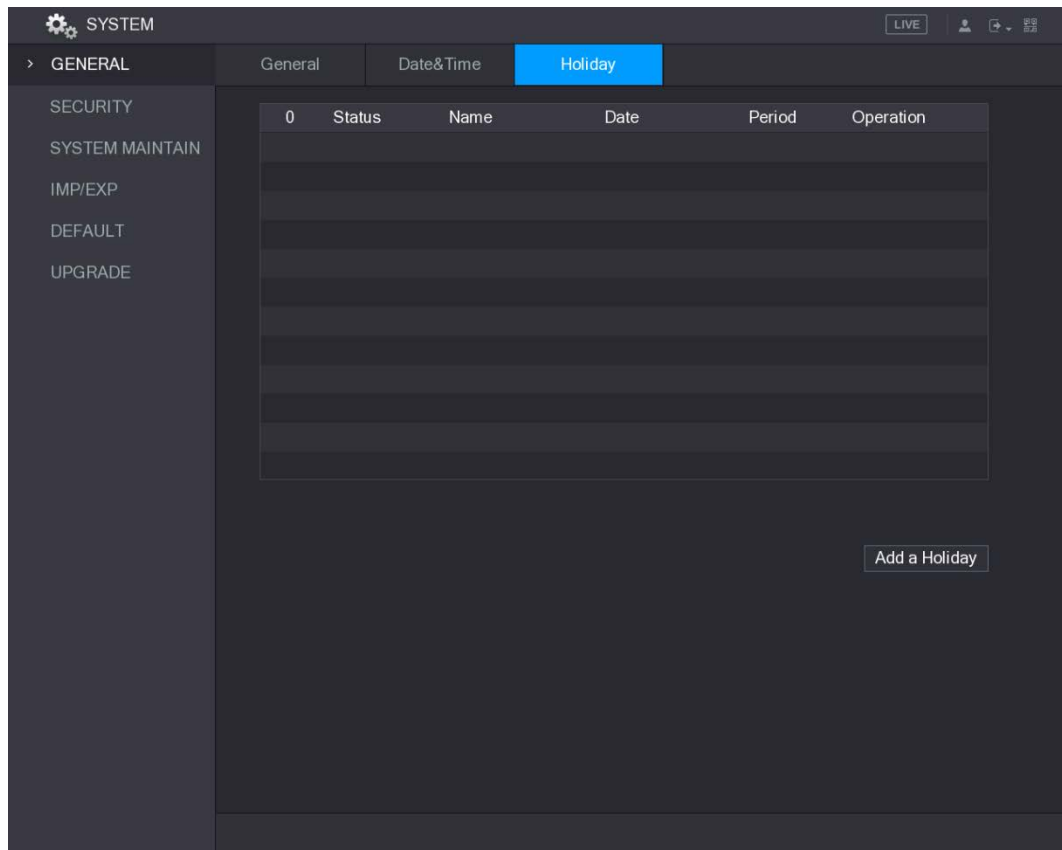 SYSTEM
LIVE
> GENERAL
General
Date&Time
Holiday
SECURITY
SYSTEM MAINTAIN
IMP/EXP
DEFAULT
UPGRADE
0 Status Name Date Period Operation
Add a Holiday